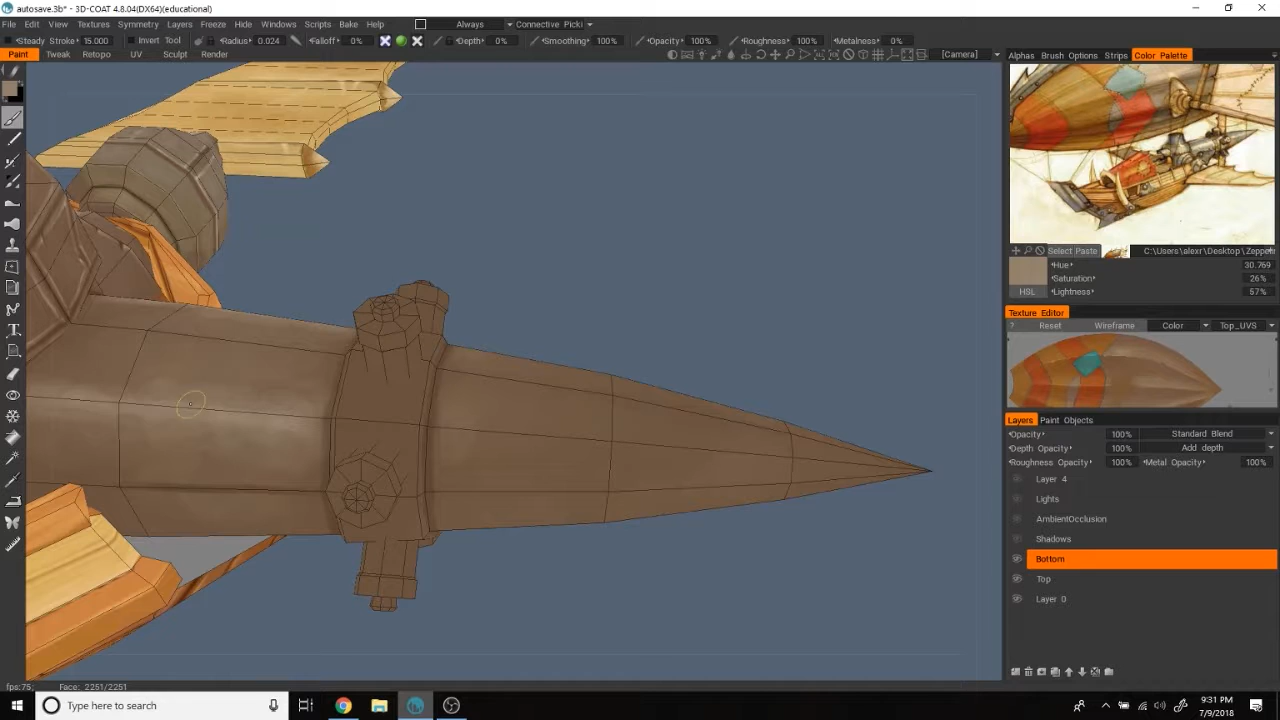 autosave.3b* - 3D-COAT 4.8.04(DX64)(educational)
File Edit View Textures Symmetry Layers Freeze Hide Windows Scripts Bake Help Always Connective Picki
Steady Stroke 15.000 Invert Tool Radius 0.024 Falloff 0% Depth 0% Smoothing 100% Opacity 100% Roughness 100% Metalness 0%
Paint Tweak Retopo UV Sculpt Render [Camera] Alphas Brush Options Strips Color Palette
Select Paste C:\Users\alexr\Desktop\Zeppel
Hue 30.769
Saturation 26%
HSL Lightness 57%
Texture Editor
? Reset Wireframe Color Top_UVS
Layers Paint Objects
Opacity 100% Standard Blend
Depth Opacity 100% Add depth
Roughness Opacity 100% Metal Opacity 100%
Layer 4
Lights
AmbientOcclusion
Shadows
Bottom
Top
Layer 0
fps:75; Face: 2251/2251
Type here to search
9:31 PM
7/9/2018